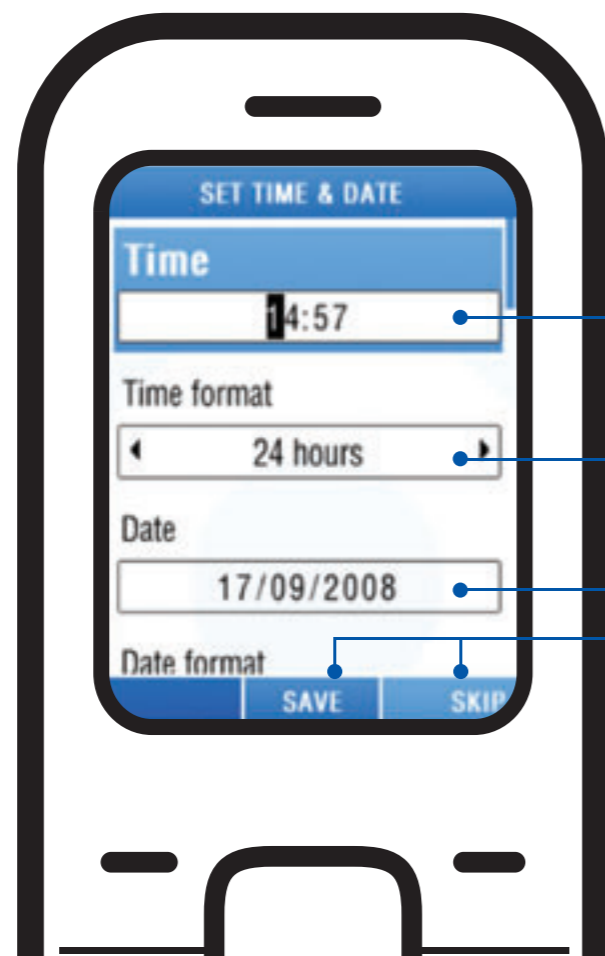 SET TIME & DATE
Time
14:57
Time format
24 hours
Date
17/09/2008
Date format
SAVE SKIP